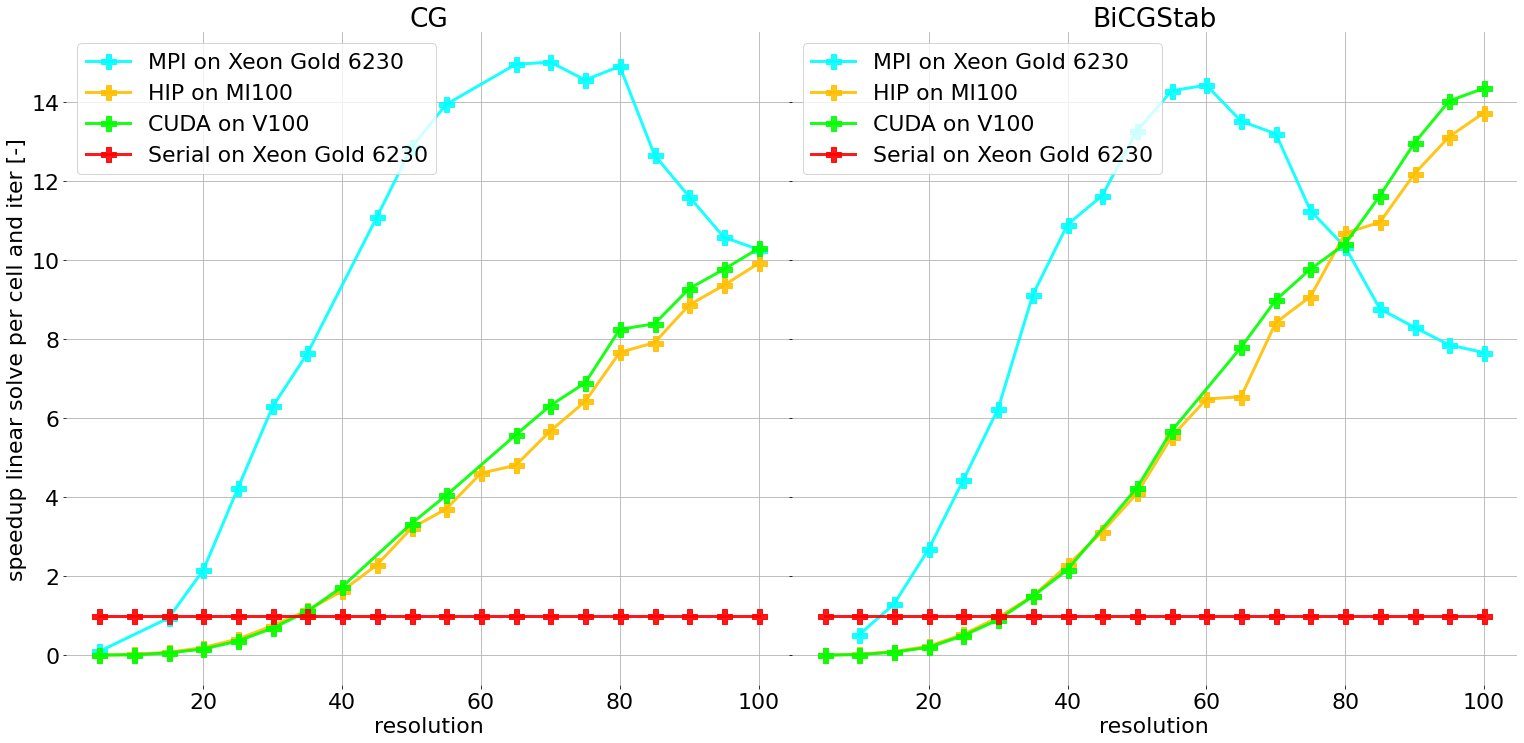 CG
BiCGStab
MPI on Xeon Gold 6230
HIP on MI100
CUDA on V100
Serial on Xeon Gold 6230
MPI on Xeon Gold 6230
HIP on MI100
CUDA on V100
Serial on Xeon Gold 6230
speedup linear solve per cell and iter [-]
14
12
10
8
6
4
2
0
20 40 60 80 100
20 40 60 80 100
resolution
resolution